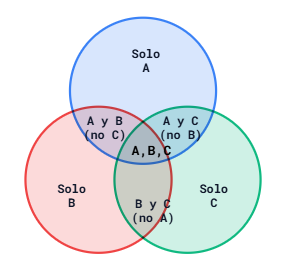 Solo
A
A y B
(no C)
A y C
(no B)
A,B,C
Solo
B
Solo
C
B y C
(no A)